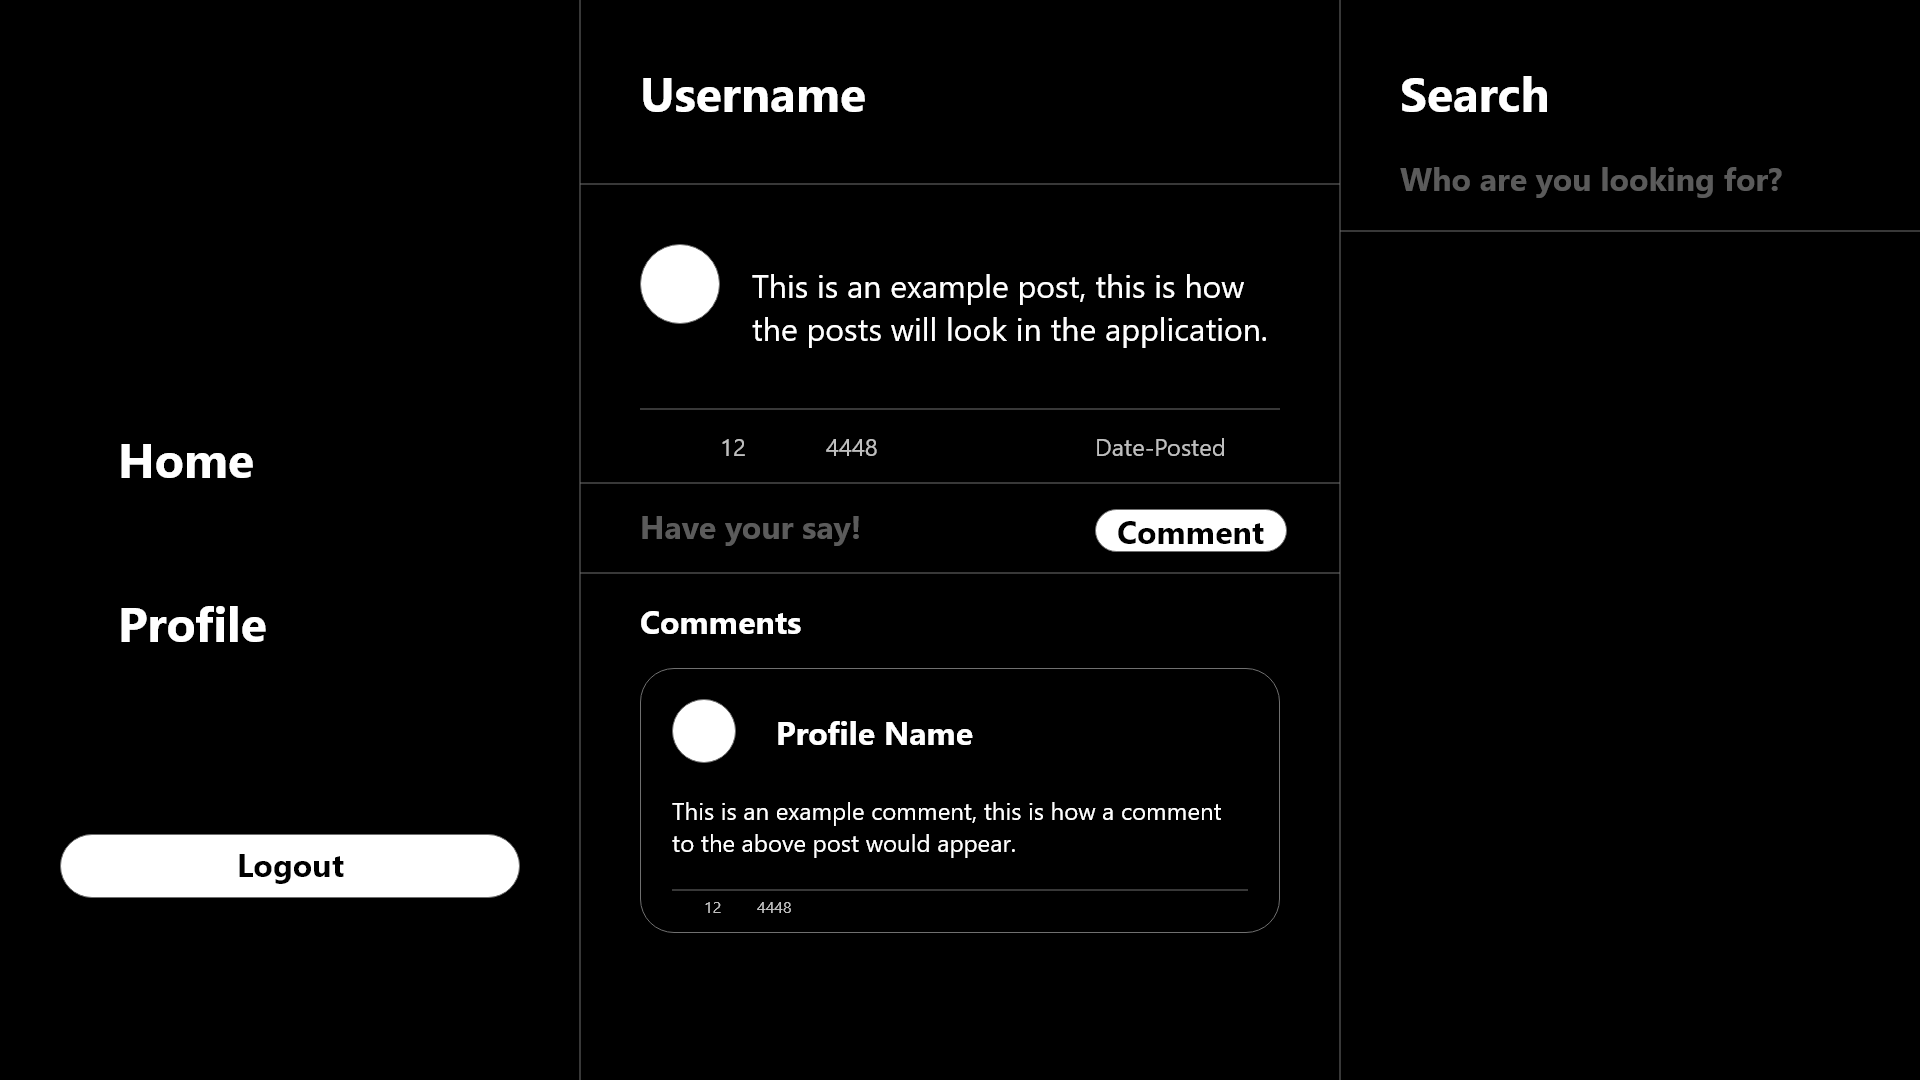 Home
Profile
Logout
Username
This is an example post, this is how
the posts will look in the application.
12 4448 Date-Posted
Have your say! Comment
Comments
Profile Name
This is an example comment, this is how a comment
to the above post would appear.
12 4448
Search
Who are you looking for?